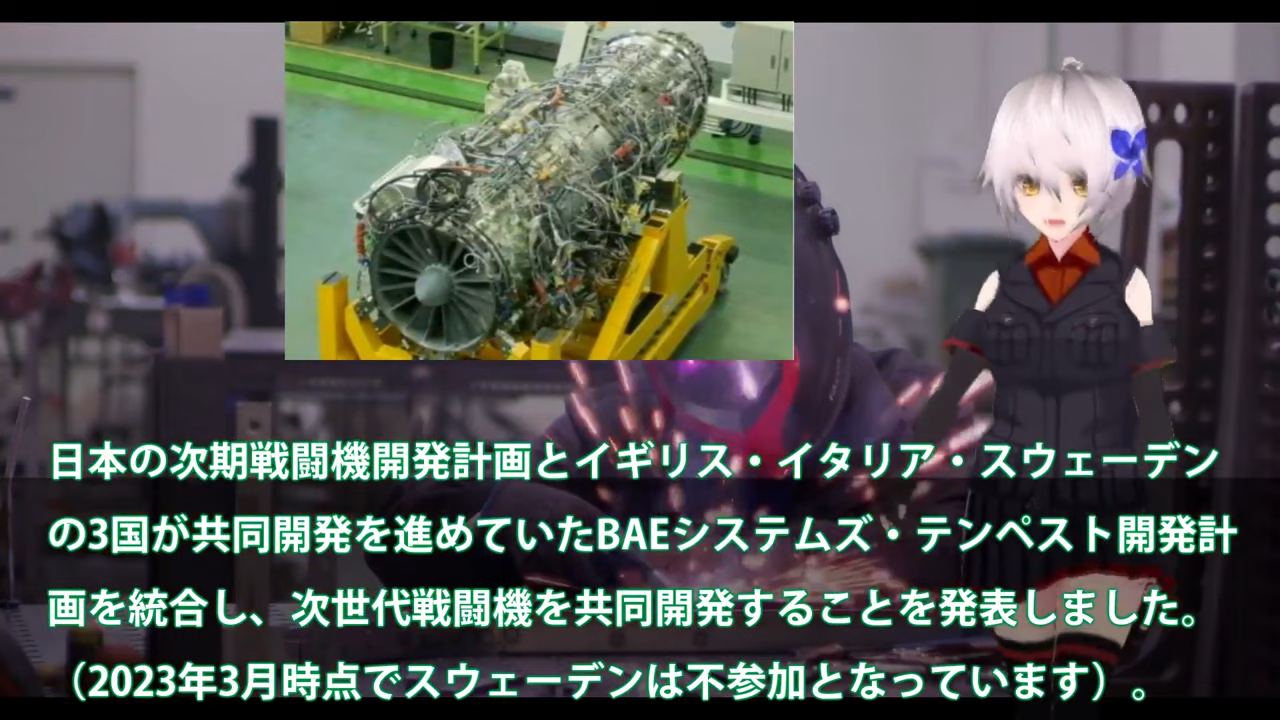 日本の次期戦闘機開発計画とイギリス・イタリア・スウェーデン
の3国が共同開発を進めていたBAEシステムズ・テンペスト開発計
画を統合し、次世代戦闘機を共同開発することを発表しました。
（2023年3月時点でスウェーデンは不参加となっています）。